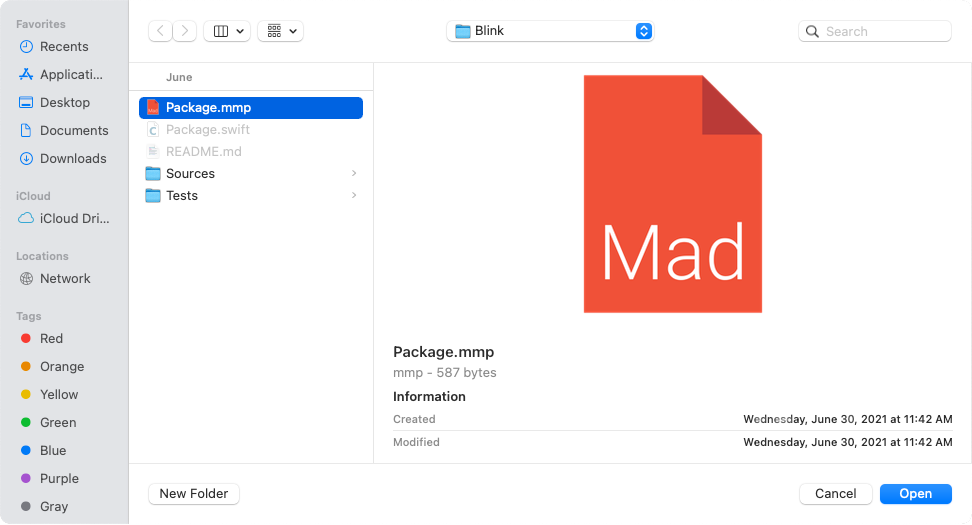 Favorites
Recents
Applicati...
Desktop
Documents
Downloads
iCloud
iCloud Dri...
Locations
Network
Tags
Red
Orange
Yellow
Green
Blue
Purple
Gray
Blink
Search
June
Package.mmp
Package.swift
README.md
Sources
Tests
Mad
Package.mmp
mmp - 587 bytes
Information
Created Wednesday, June 30, 2021 at 11:42 AM
Modified Wednesday, June 30, 2021 at 11:42 AM
New Folder
Cancel
Open